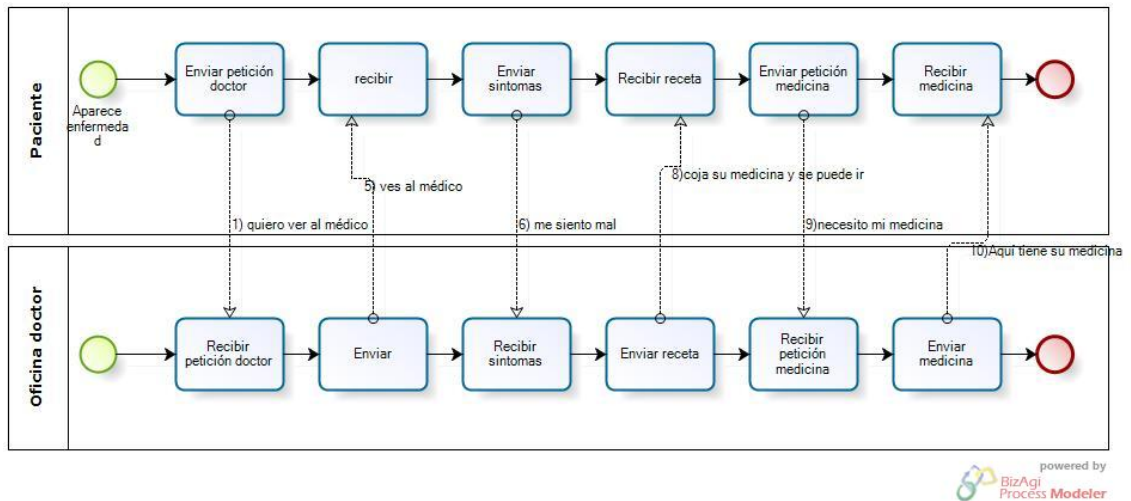 Paciente
Aparece
enfermeda
d
Enviar petición
doctor
recibir
Enviar
sintomas
Recibir receta
Enviar petición
medicina
Recibir
medicina
8)coja su medicina y se puede ir
5) ves al médico
1) quiero ver al médico
6) me siento mal
9)necesito mi medicina
10)Aquí tiene su medicina
Oficina doctor
Recibir
petición doctor
Enviar
Recibir
sintomas
Enviar receta
Recibir
petición
medicina
Enviar
medicina
powered by
BizAgi
Process Modeler